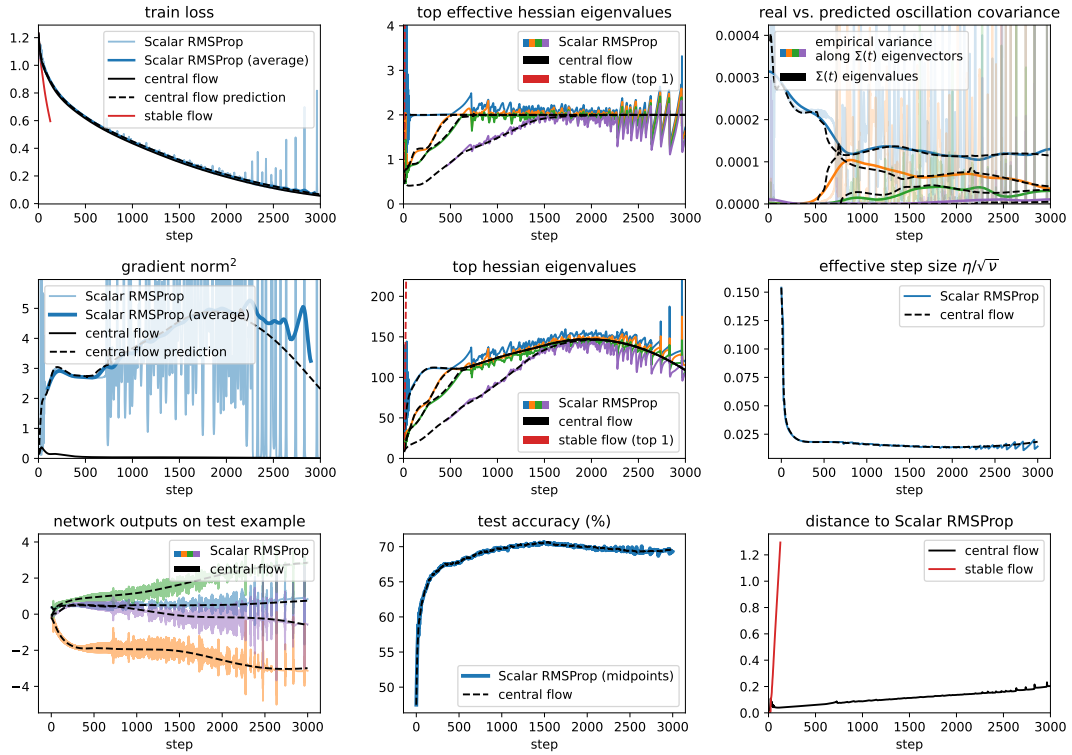 train loss
1.2
1.0
0.8
0.6
0.4
0.2
0.0
0
500
1000
1500
2000
2500
3000
step
Scalar RMSProp
Scalar RMSProp (average)
central flow
central flow prediction
stable flow
top effective hessian eigenvalues
4
3
2
1
0
0
500
1000
1500
2000
2500
3000
step
Scalar RMSProp
central flow
stable flow (top 1)
real vs. predicted oscillation covariance
0.0004
0.0003
0.0002
0.0001
0.0000
0
500
1000
1500
2000
2500
3000
step
empirical variance
along Σ(t) eigenvectors
Σ(t) eigenvalues
gradient norm²
5
4
3
2
1
0
0
500
1000
1500
2000
2500
3000
step
Scalar RMSProp
Scalar RMSProp (average)
central flow
central flow prediction
top hessian eigenvalues
200
150
100
50
0
0
500
1000
1500
2000
2500
3000
step
Scalar RMSProp
central flow
stable flow (top 1)
effective step size η/√ν
0.150
0.125
0.100
0.075
0.050
0.025
0
500
1000
1500
2000
2500
3000
step
Scalar RMSProp
central flow
network outputs on test example
4
2
0
−2
−4
0
500
1000
1500
2000
2500
3000
step
Scalar RMSProp
central flow
test accuracy (%)
70
65
60
55
50
0
500
1000
1500
2000
2500
3000
step
Scalar RMSProp (midpoints)
central flow
distance to Scalar RMSProp
1.2
1.0
0.8
0.6
0.4
0.2
0.0
0
500
1000
1500
2000
2500
3000
step
central flow
stable flow